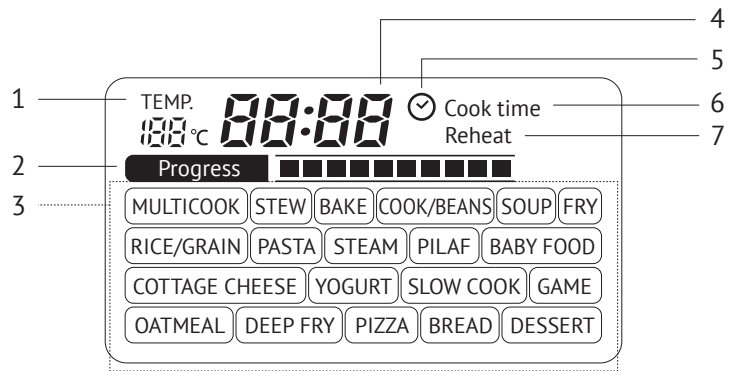 4
5
1 TEMP. 88:88 Cook time 6
188 °C Reheat 7
2 Progress
3 MULTICOOK STEW BAKE COOK/BEANS SOUP FRY
RICE/GRAIN PASTA STEAM PILAF BABY FOOD
COTTAGE CHEESE YOGURT SLOW COOK GAME
OATMEAL DEEP FRY PIZZA BREAD DESSERT